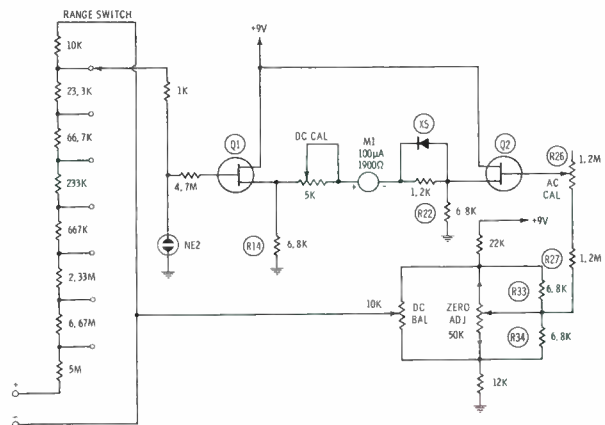 RANGE SWITCH
10K
23,3K
66,7K
233K
667K
2,33M
6,67M
5M
+
-
1K
4,7M
NE2
+9V
Q1
R14
6,8K
DC CAL
5K
M1
100µA
1900Ω
+
-
X5
1,2K
R22
6 8K
Q2
R26
1,2M
AC
CAL
+9V
22K
R27
1,2M
10K
DC
BAL
ZERO
ADJ
50K
R33
6,8K
R34
6,8K
12K